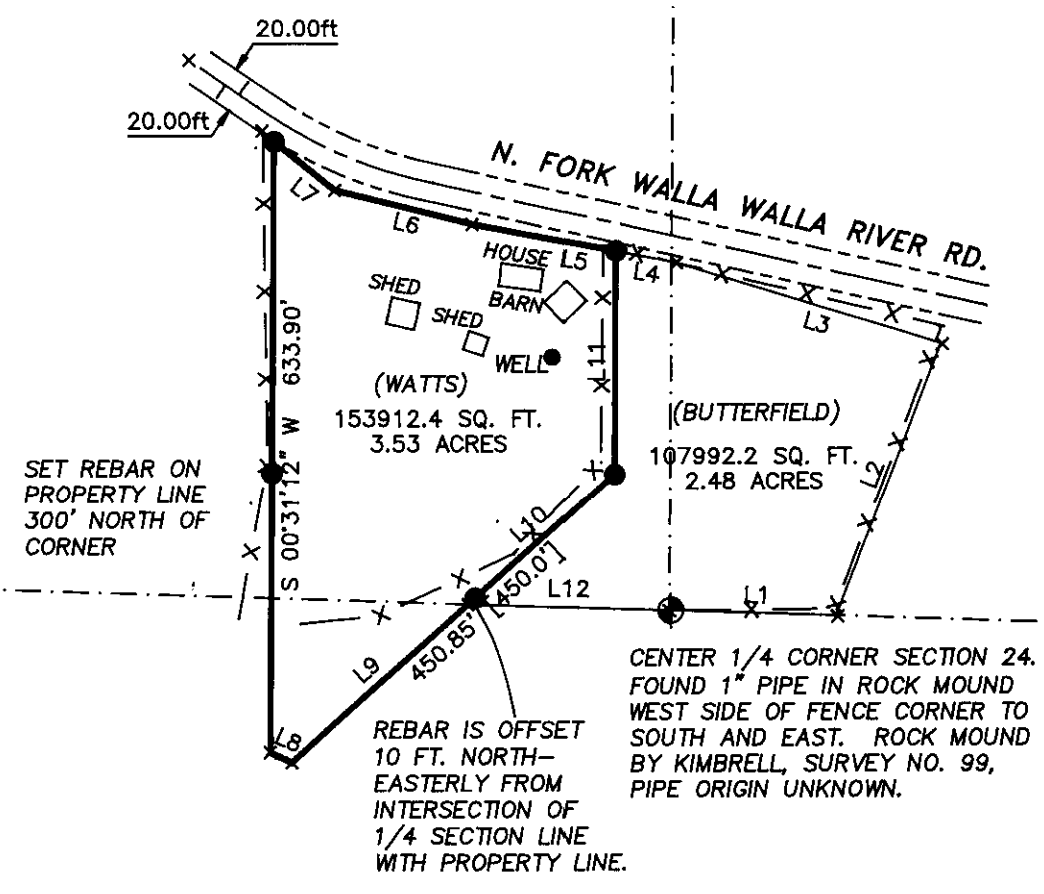 20.00ft
20.00ft
N. FORK WALLA WALLA RIVER RD.
L7
L6
L5
L4
L3
HOUSE
SHED
BARN
SHED
WELL
L11
(WATTS)
153912.4 SQ. FT.
3.53 ACRES
(BUTTERFIELD)
107992.2 SQ. FT.
2.48 ACRES
L2
S 00°31'12" W 633.90'
SET REBAR ON
PROPERTY LINE
300' NORTH OF
CORNER
L10
[450.0']
L12
L1
L9
450.85'
L8
CENTER 1/4 CORNER SECTION 24.
FOUND 1" PIPE IN ROCK MOUND
WEST SIDE OF FENCE CORNER TO
SOUTH AND EAST. ROCK MOUND
BY KIMBRELL, SURVEY NO. 99,
PIPE ORIGIN UNKNOWN.
REBAR IS OFFSET
10 FT. NORTH-
EASTERLY FROM
INTERSECTION OF
1/4 SECTION LINE
WITH PROPERTY LINE.